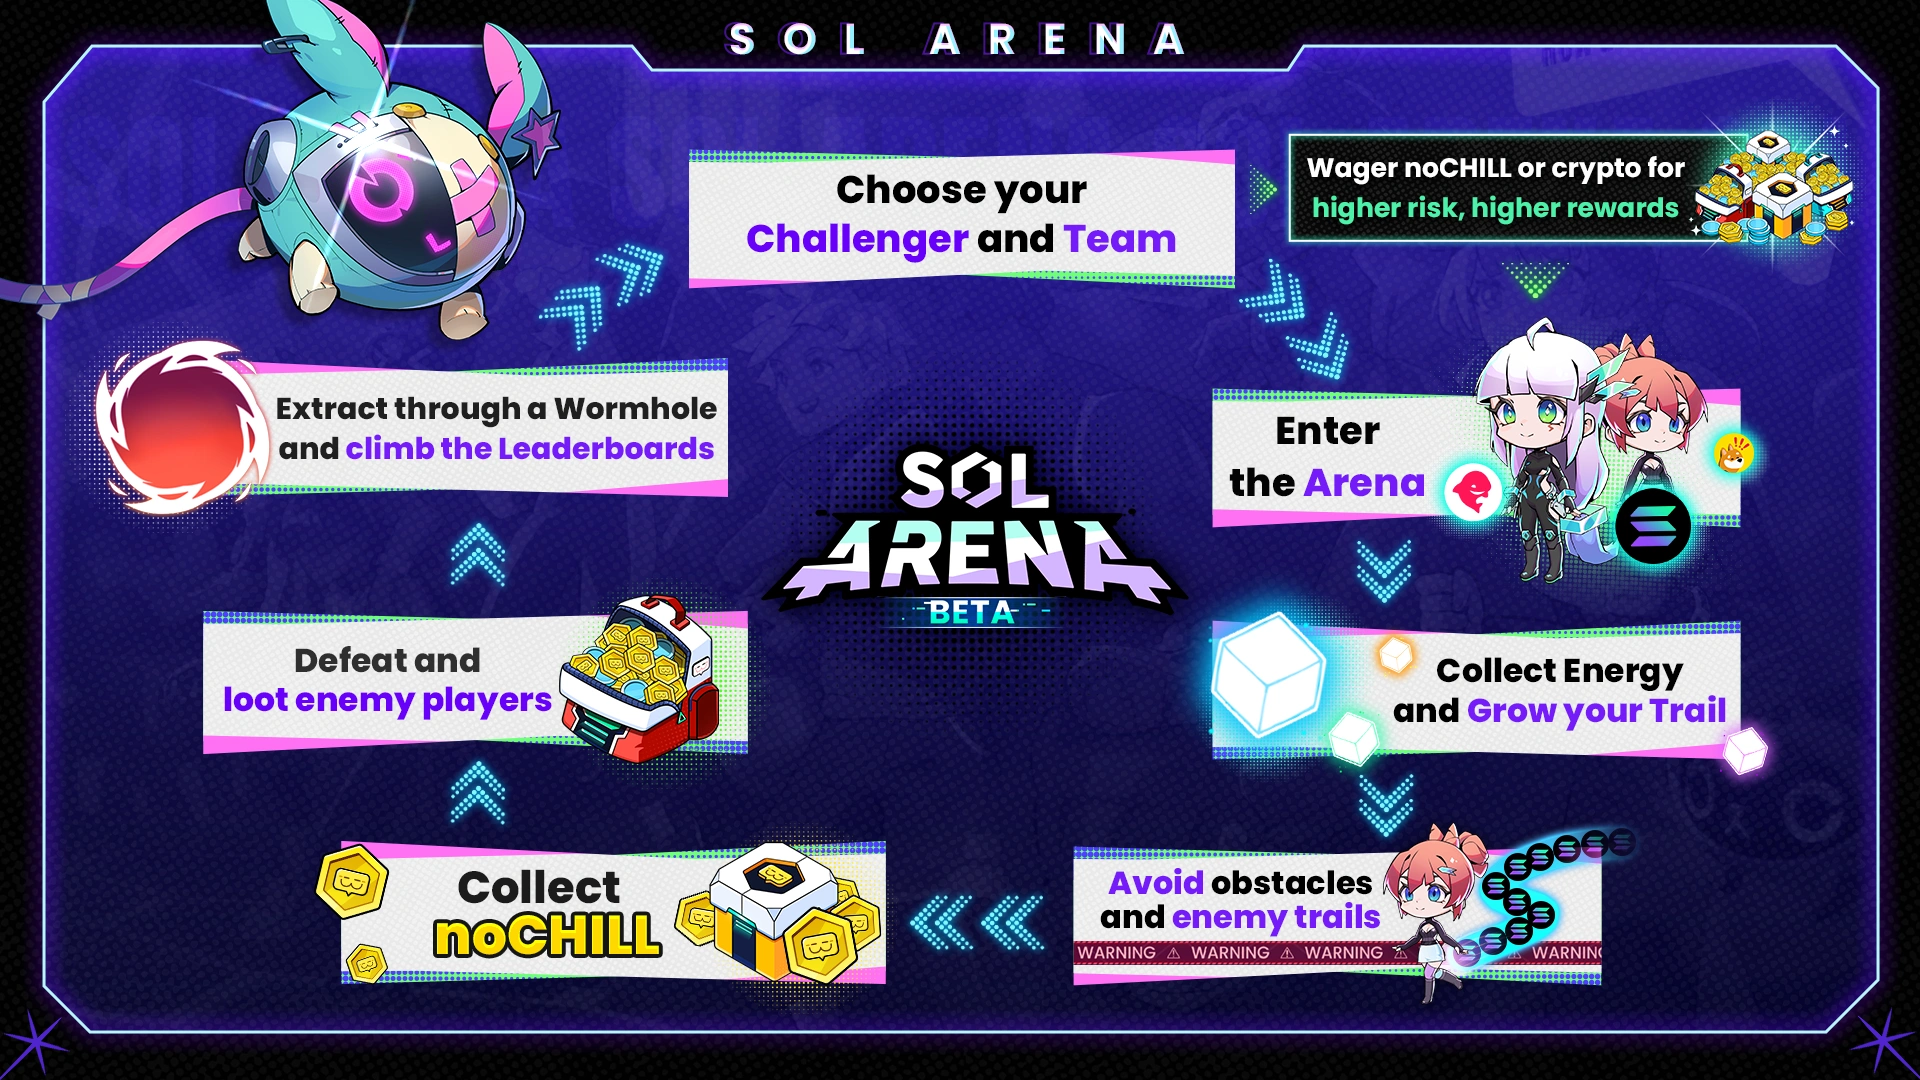 SOL ARENA
Choose your
Challenger and Team
Wager noCHILL or crypto for
higher risk, higher rewards
Enter
the Arena
Collect Energy
and Grow your Trail
Avoid obstacles
and enemy trails
WARNING ⚠ WARNING ⚠ WARNING ⚠ WARNING
Collect
noCHILL
Defeat and
loot enemy players
Extract through a Wormhole
and climb the Leaderboards
SOL
ARENA
BETA